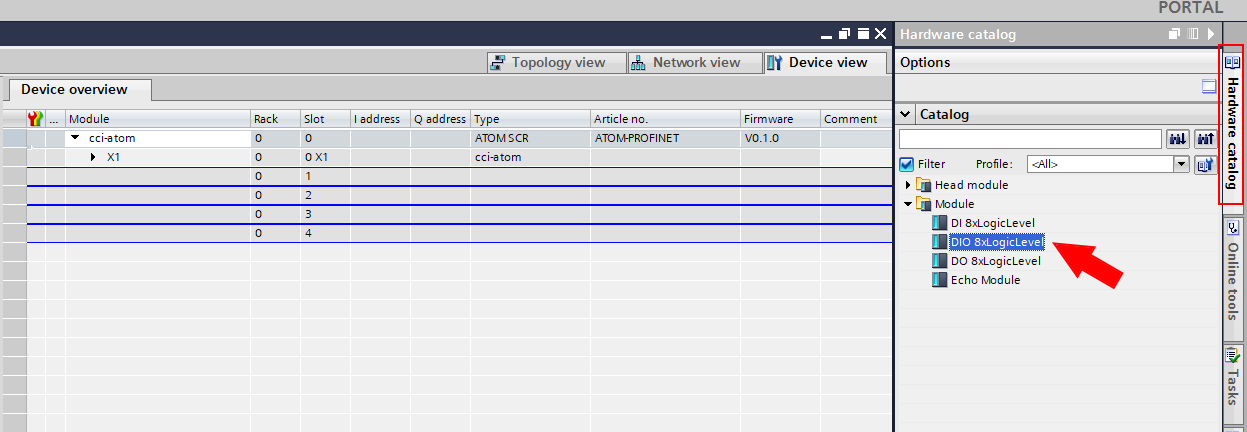 PORTAL
Hardware catalog
Topology view Network view Device view
Options
Device overview
... Module Rack Slot I address Q address Type Article no. Firmware Comment
cci-atom 0 0 ATOM SCR ATOM-PROFINET V0.1.0
X1 0 0 X1 cci-atom
0 1
0 2
0 3
0 4
Catalog
Filter Profile: <All>
Head module
Module
DI 8xLogicLevel
DIO 8xLogicLevel
DO 8xLogicLevel
Echo Module
Hardware catalog
Online tools
Tasks